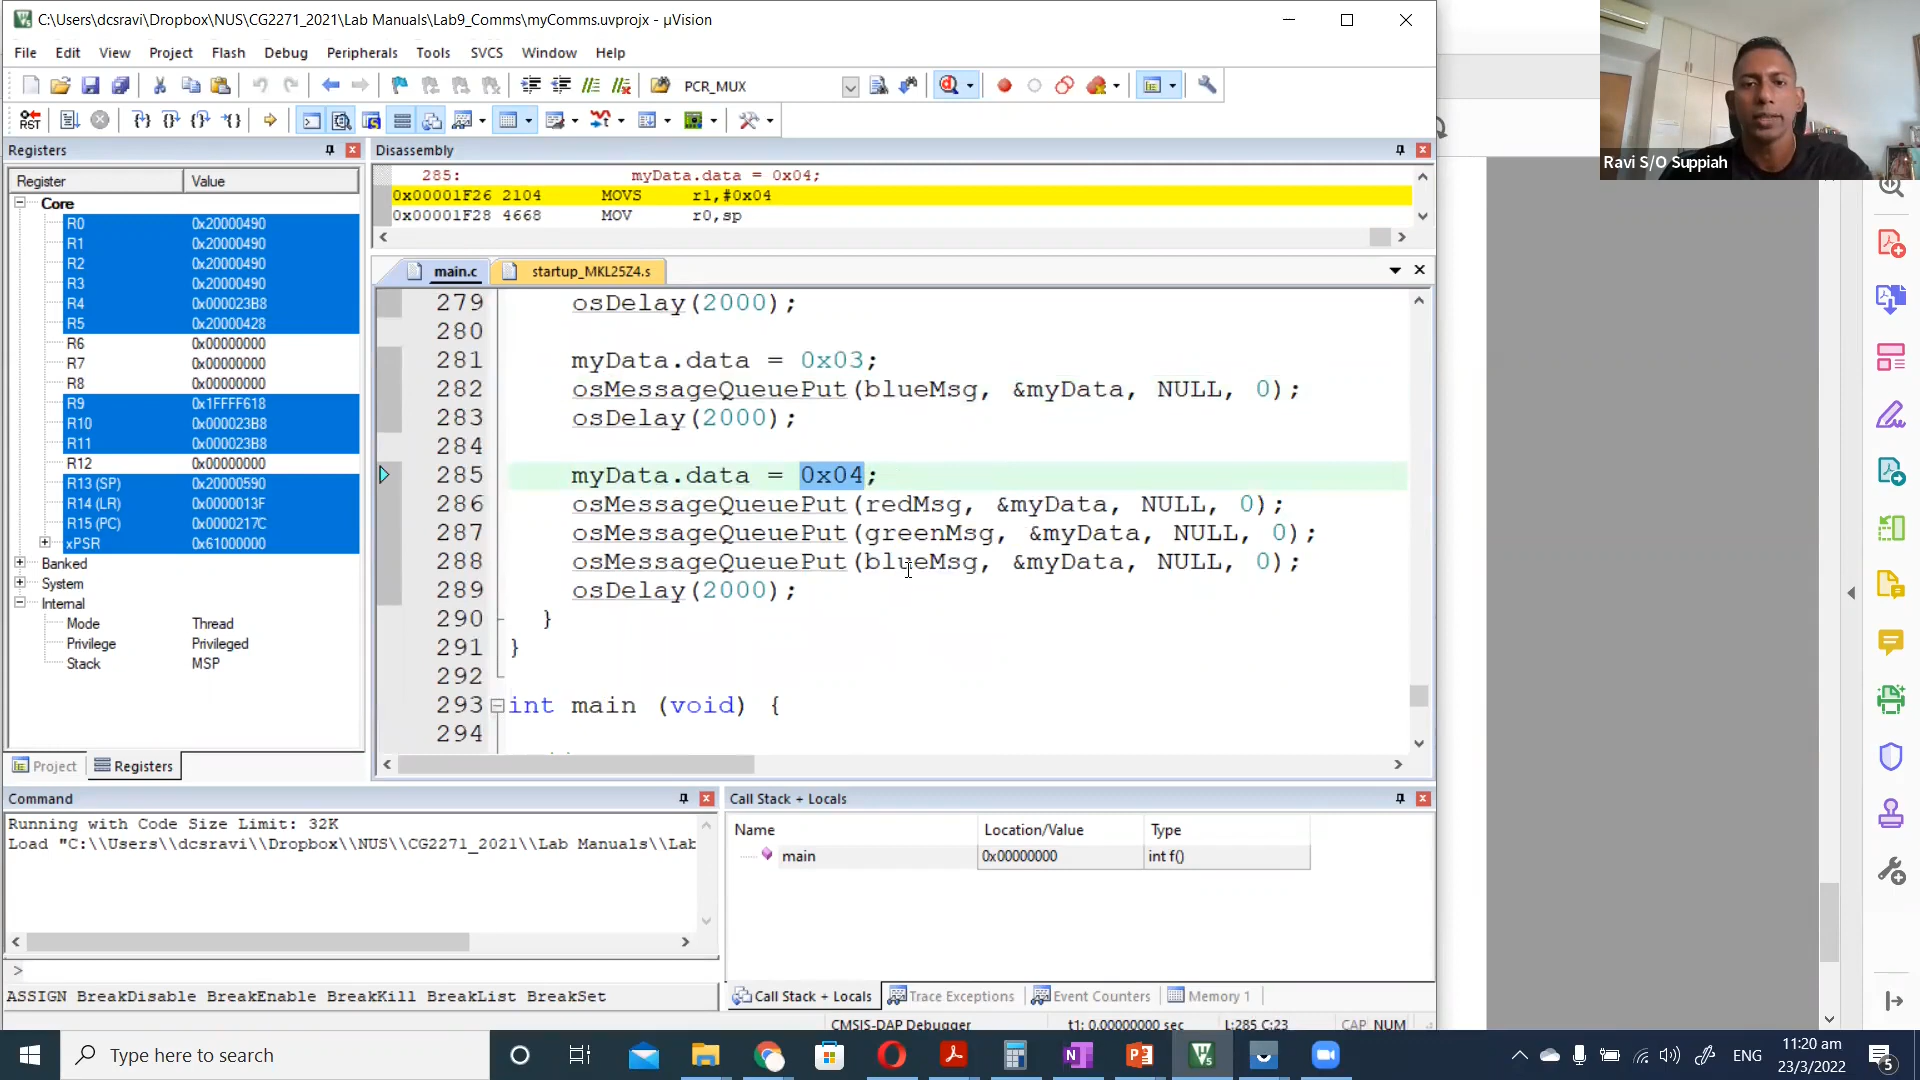 C:\Users\dcsravi\Dropbox\NUS\CG2271_2021\Lab Manuals\Lab9_Comms\myComms.uvprojx - µVision
File Edit View Project Flash Debug Peripherals Tools SVCS Window Help
PCR_MUX
RST
Registers
Register Value
Core
R0 0x20000490
R1 0x20000490
R2 0x20000490
R3 0x20000490
R4 0x000023B8
R5 0x20000428
R6 0x00000000
R7 0x00000000
R8 0x00000000
R9 0x1FFFF618
R10 0x000023B8
R11 0x000023B8
R12 0x00000000
R13 (SP) 0x20000590
R14 (LR) 0x0000013F
R15 (PC) 0x0000217C
xPSR 0x61000000
Banked
System
Internal
Mode Thread
Privilege Privileged
Stack MSP
Project Registers
Disassembly
285: myData.data = 0x04;
0x00001F26 2104 MOVS r1,#0x04
0x00001F28 4668 MOV r0,sp
main.c startup_MKL25Z4.s
279 osDelay(2000);
280
281 myData.data = 0x03;
282 osMessageQueuePut(blueMsg, &myData, NULL, 0);
283 osDelay(2000);
284
285 myData.data = 0x04;
286 osMessageQueuePut(redMsg, &myData, NULL, 0);
287 osMessageQueuePut(greenMsg, &myData, NULL, 0);
288 osMessageQueuePut(blueMsg, &myData, NULL, 0);
289 osDelay(2000);
290 }
291 }
292
293 int main (void) {
294
Command
Running with Code Size Limit: 32K
Load "C:\\Users\\dcsravi\\Dropbox\\NUS\\CG2271_2021\\Lab Manuals\\Lab
>
ASSIGN BreakDisable BreakEnable BreakKill BreakList BreakSet
Call Stack + Locals
Name Location/Value Type
main 0x00000000 int f()
Call Stack + Locals Trace Exceptions Event Counters Memory 1
CMSIS-DAP Debugger t1: 0.00000000 sec L:285 C:23 CAP NUM
Ravi S/O Suppiah
Type here to search
ENG
11:20 am
23/3/2022
5